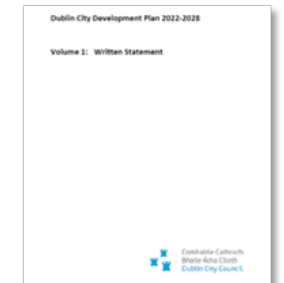 Dublin City Development Plan 2022-2028
Volume 1: Written Statement
Comhairle Cathrach
Bhaile Átha Cliath
Dublin City Council